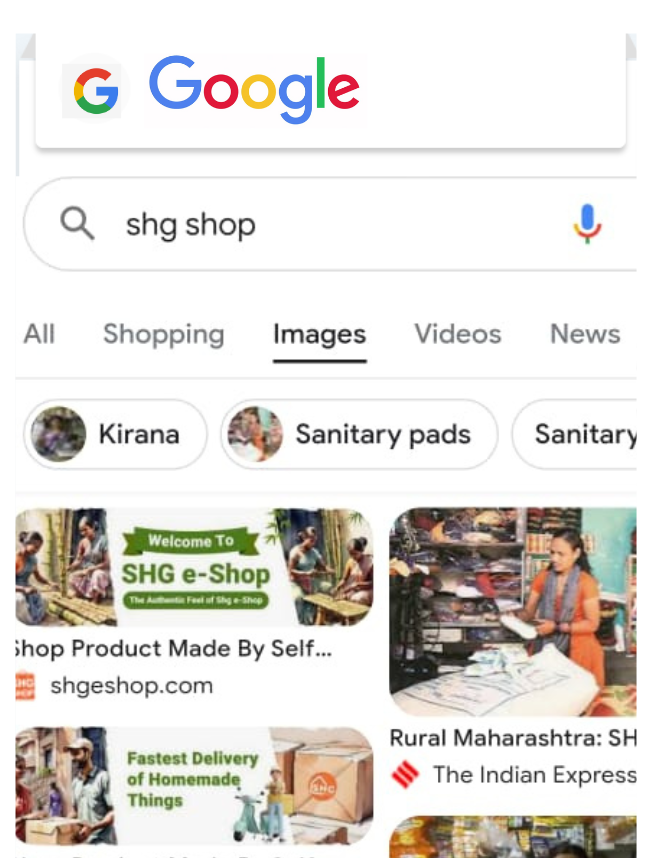 G Google
shg shop
All Shopping Images Videos News
Kirana Sanitary pads Sanitary
Welcome To
SHG e-Shop
The Authentic Feel of Shg e-Shop
Shop Product Made By Self...
shgeshop.com
Fastest Delivery
of Homemade
Things
SHG
Rural Maharashtra: SH
The Indian Express